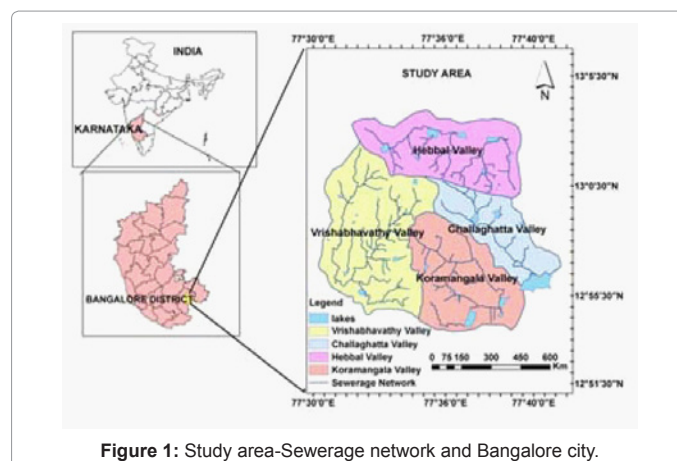 77°30'0"E 77°36'0"E 77°40'0"E
INDIA
KARNATAKA
BANGALORE DISTRICT
STUDY AREA
N
13°5'30"N
13°0'30"N
12°55'30"N
12°51'30"N
Hebbal Valley
Vrishabhavathy Valley
Challaghatta Valley
Koramangala Valley
Legend
lakes
Vrishabhavathy Valley
Challaghatta Valley
Hebbal Valley
Koramangala Valley
Sewerage Network
0 75 150 300 450 600
Km
77°30'0"E 77°36'0"E 77°40'0"E
Figure 1: Study area-Sewerage network and Bangalore city.